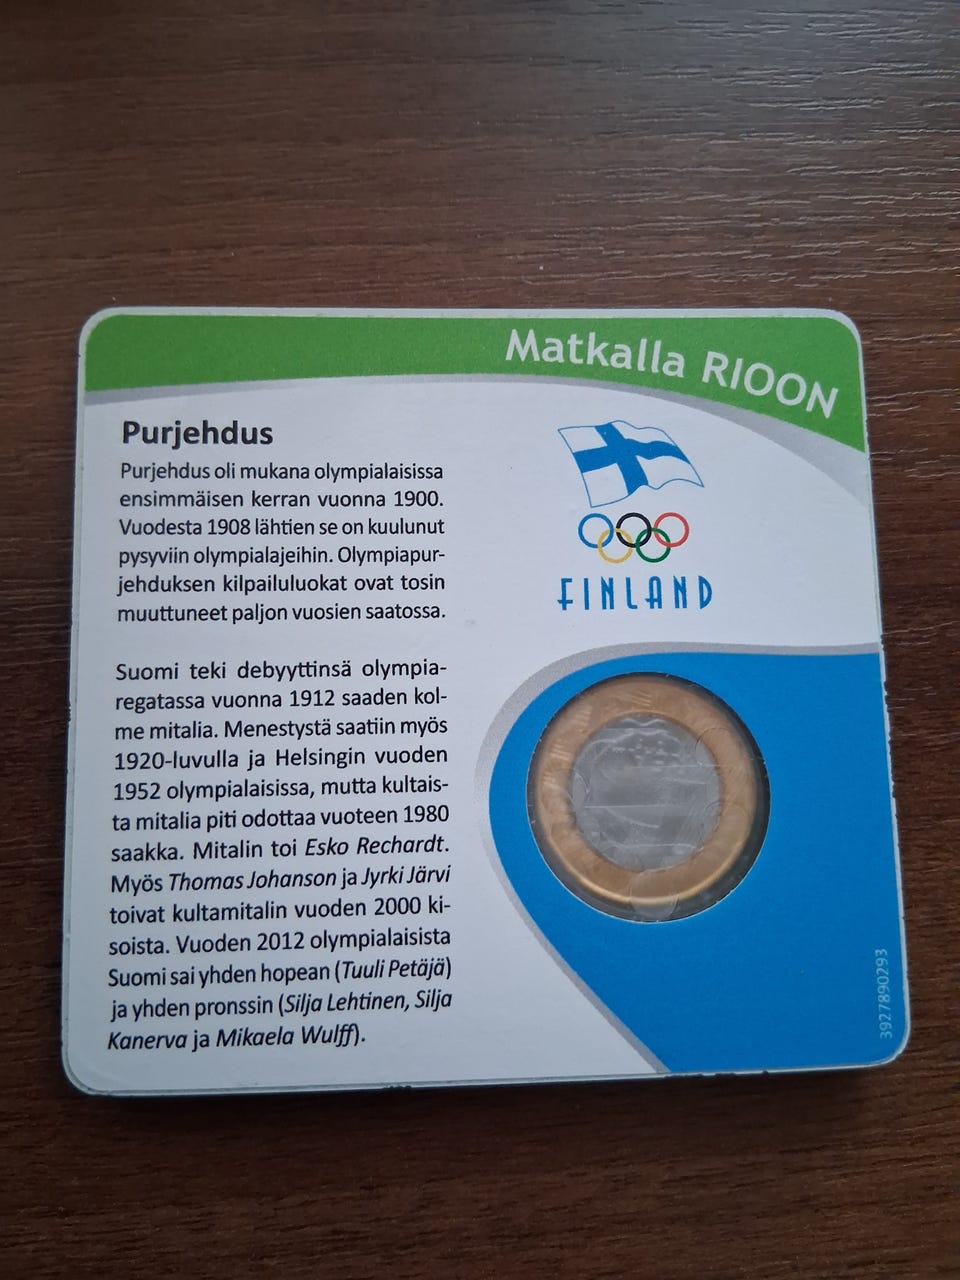 Matkalla RIOON
Purjehdus
Purjehdus oli mukana olympialaisissa
ensimmäisen kerran vuonna 1900.
Vuodesta 1908 lähtien se on kuulunut
pysyviin olympialajeihin. Olympiapur-
jehduksen kilpailuluokat ovat tosin
muuttuneet paljon vuosien saatossa.
Suomi teki debyyttinsä olympia-
regatassa vuonna 1912 saaden kol-
me mitalia. Menestystä saatiin myös
1920-luvulla ja Helsingin vuoden
1952 olympialaisissa, mutta kultais-
ta mitalia piti odottaa vuoteen 1980
saakka. Mitalin toi Esko Rechardt.
Myös Thomas Johanson ja Jyrki Järvi
toivat kultamitalin vuoden 2000 ki-
soista. Vuoden 2012 olympialaisista
Suomi sai yhden hopean (Tuuli Petäjä)
ja yhden pronssin (Silja Lehtinen, Silja
Kanerva ja Mikaela Wulff).
FINLAND
3927890293